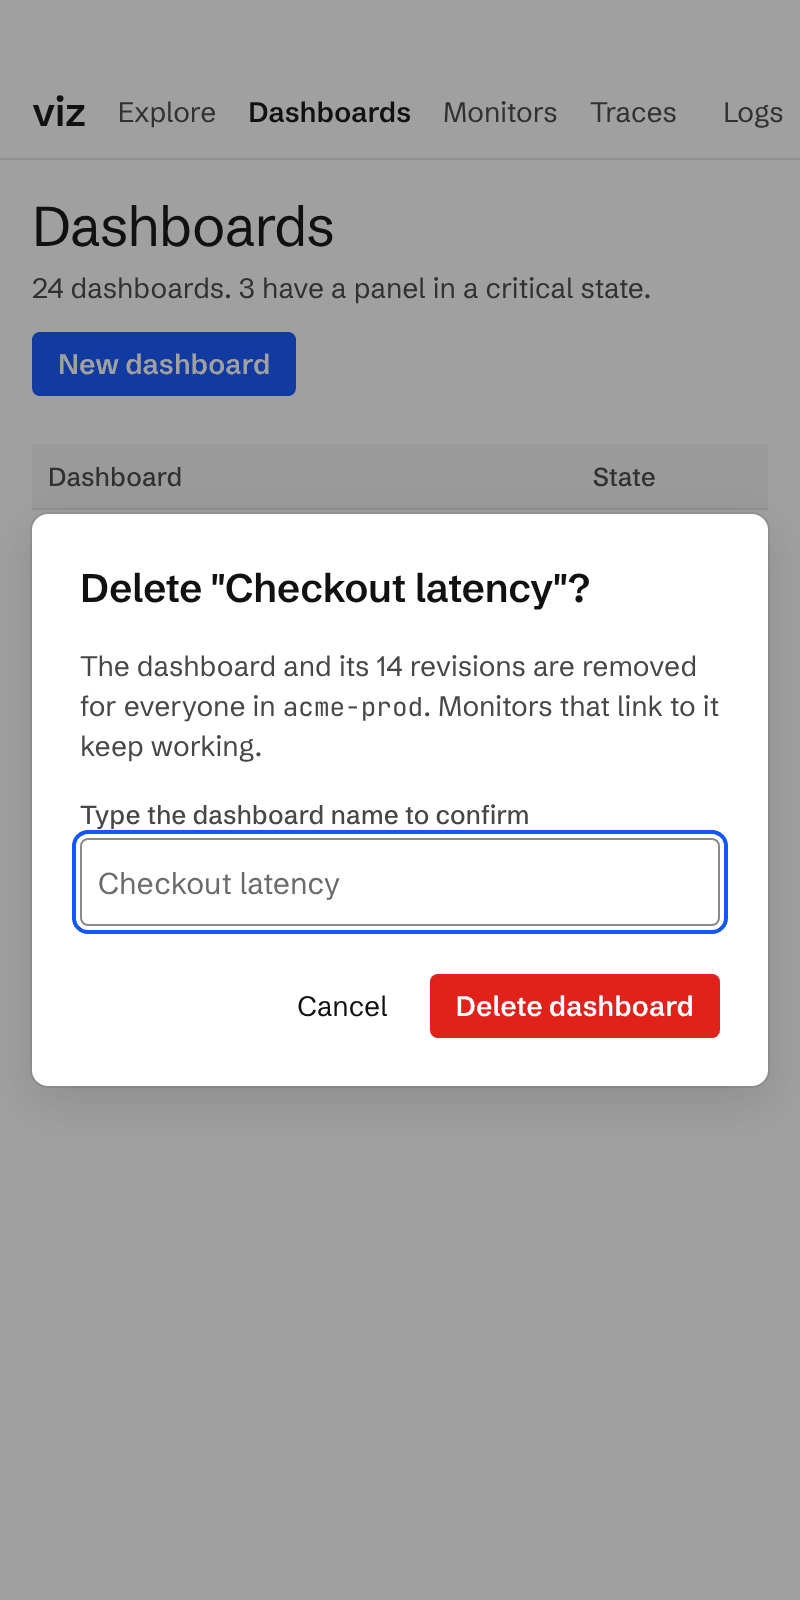 viz Explore Dashboards Monitors Traces Logs
Dashboards
24 dashboards. 3 have a panel in a critical state.
New dashboard
Dashboard State
Delete "Checkout latency"?
The dashboard and its 14 revisions are removed
for everyone in acme-prod. Monitors that link to it
keep working.
Type the dashboard name to confirm
Checkout latency
Cancel Delete dashboard